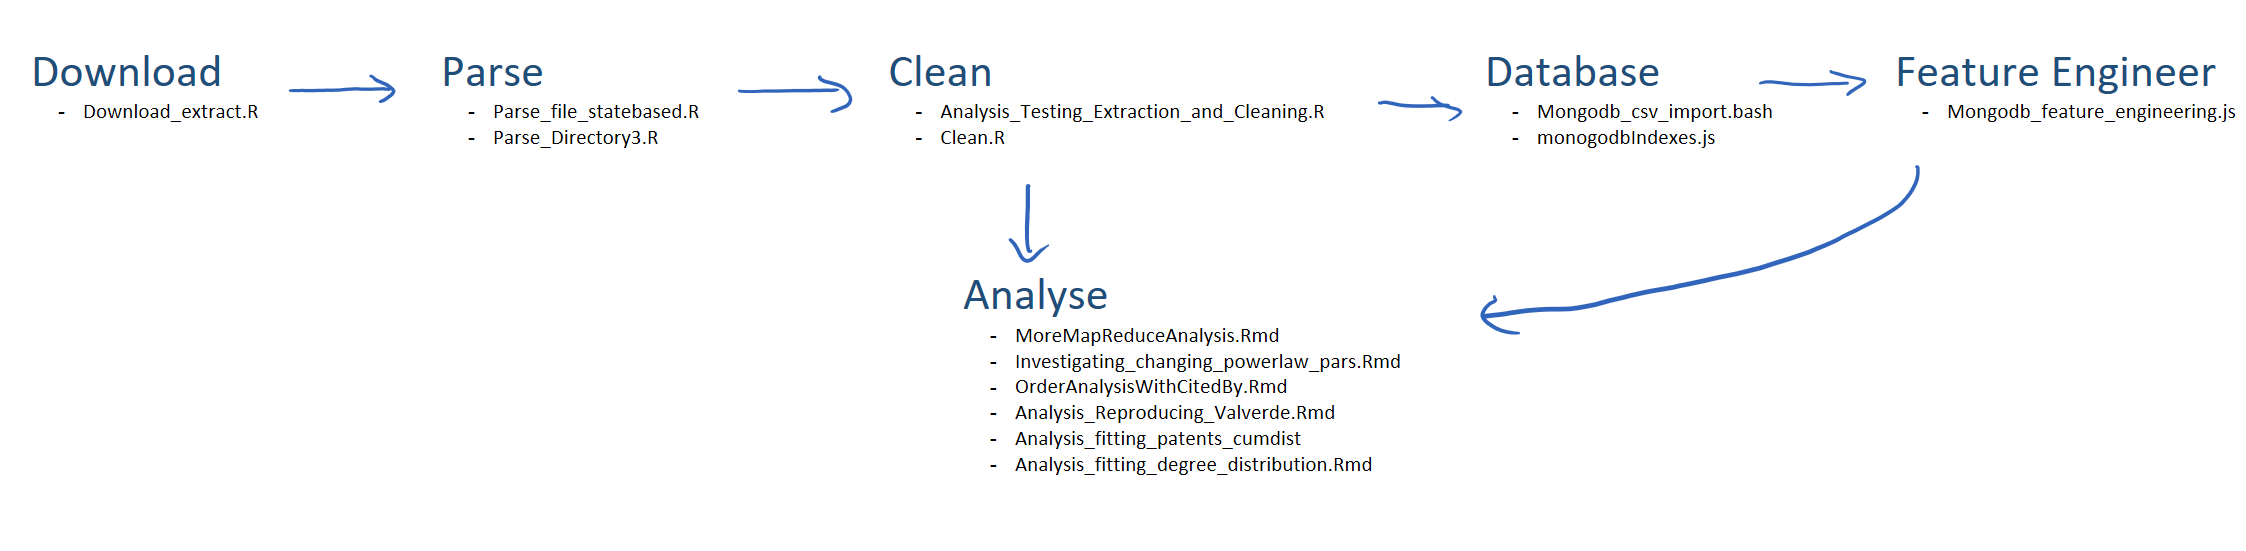 Download
- Download_extract.R
Parse
- Parse_file_statebased.R
- Parse_Directory3.R
Clean
- Analysis_Testing_Extraction_and_Cleaning.R
- Clean.R
Database
- Mongodb_csv_import.bash
- monogodbIndexes.js
Feature Engineer
- Mongodb_feature_engineering.js
Analyse
- MoreMapReduceAnalysis.Rmd
- Investigating_changing_powerlaw_pars.Rmd
- OrderAnalysisWithCitedBy.Rmd
- Analysis_Reproducing_Valverde.Rmd
- Analysis_fitting_patents_cumdist
- Analysis_fitting_degree_distribution.Rmd